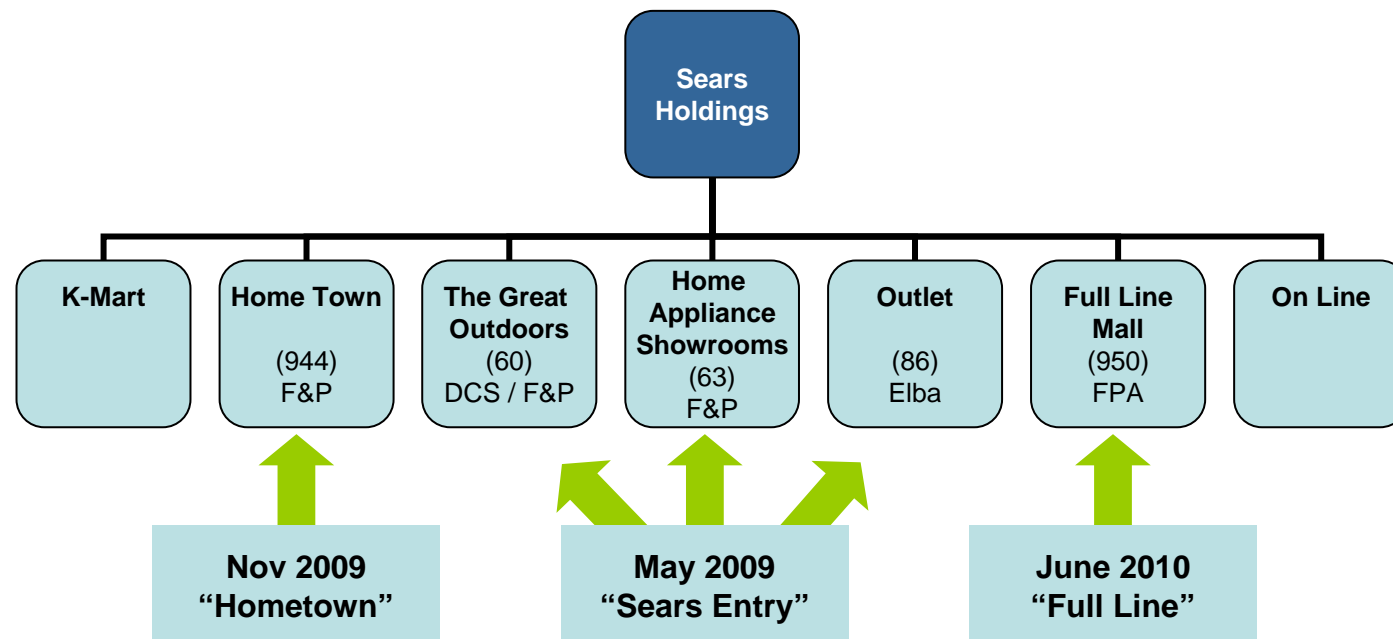 Sears
Holdings
K-Mart
Home Town
(944)
F&P
The Great
Outdoors
(60)
DCS / F&P
Home
Appliance
Showrooms
(63)
F&P
Outlet
(86)
Elba
Full Line
Mall
(950)
FPA
On Line
Nov 2009
“Hometown”
May 2009
“Sears Entry”
June 2010
“Full Line”